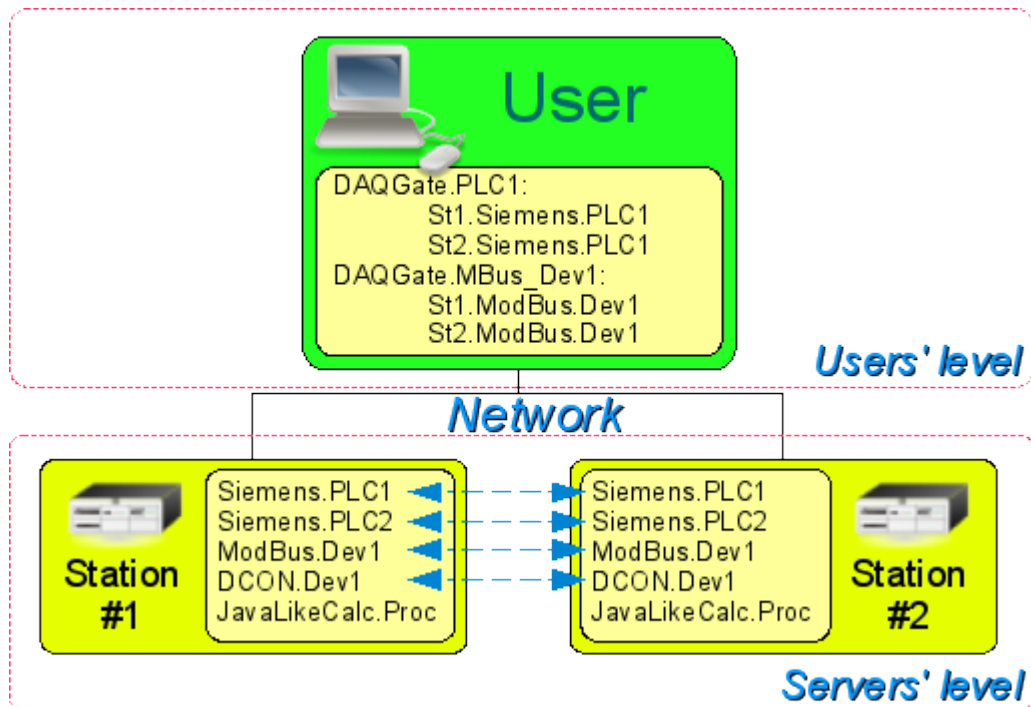 User
DAQGate.PLC1:
St1.Siemens.PLC1
St2.Siemens.PLC1
DAQGate.MBus_Dev1:
St1.ModBus.Dev1
St2.ModBus.Dev1
Users' level
Network
Station
#1
Siemens.PLC1
Siemens.PLC2
ModBus.Dev1
DCON.Dev1
JavaLikeCalc.Proc
Siemens.PLC1
Siemens.PLC2
ModBus.Dev1
DCON.Dev1
JavaLikeCalc.Proc
Station
#2
Servers' level